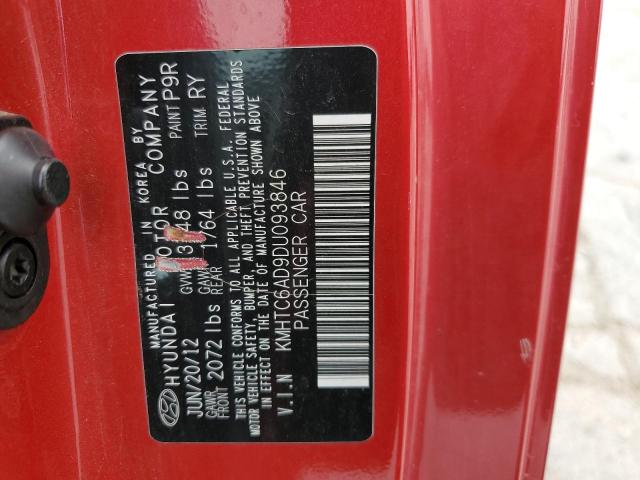 MANUFACTURED IN KOREA BY
HYUNDAI MOTOR COMPANY
JUN/20/12 GVWR 3748 lbs PAINT P9R
GAWR FRONT 2072 lbs GAWR REAR 1764 lbs TRIM RY
THIS VEHICLE CONFORMS TO ALL APPLICABLE U.S.A. FEDERAL
MOTOR VEHICLE SAFETY, BUMPER, AND THEFT PREVENTION STANDARDS
IN EFFECT ON THE DATE OF MANUFACTURE SHOWN ABOVE
V.I.N KMHTC6AD9DU093846
PASSENGER CAR